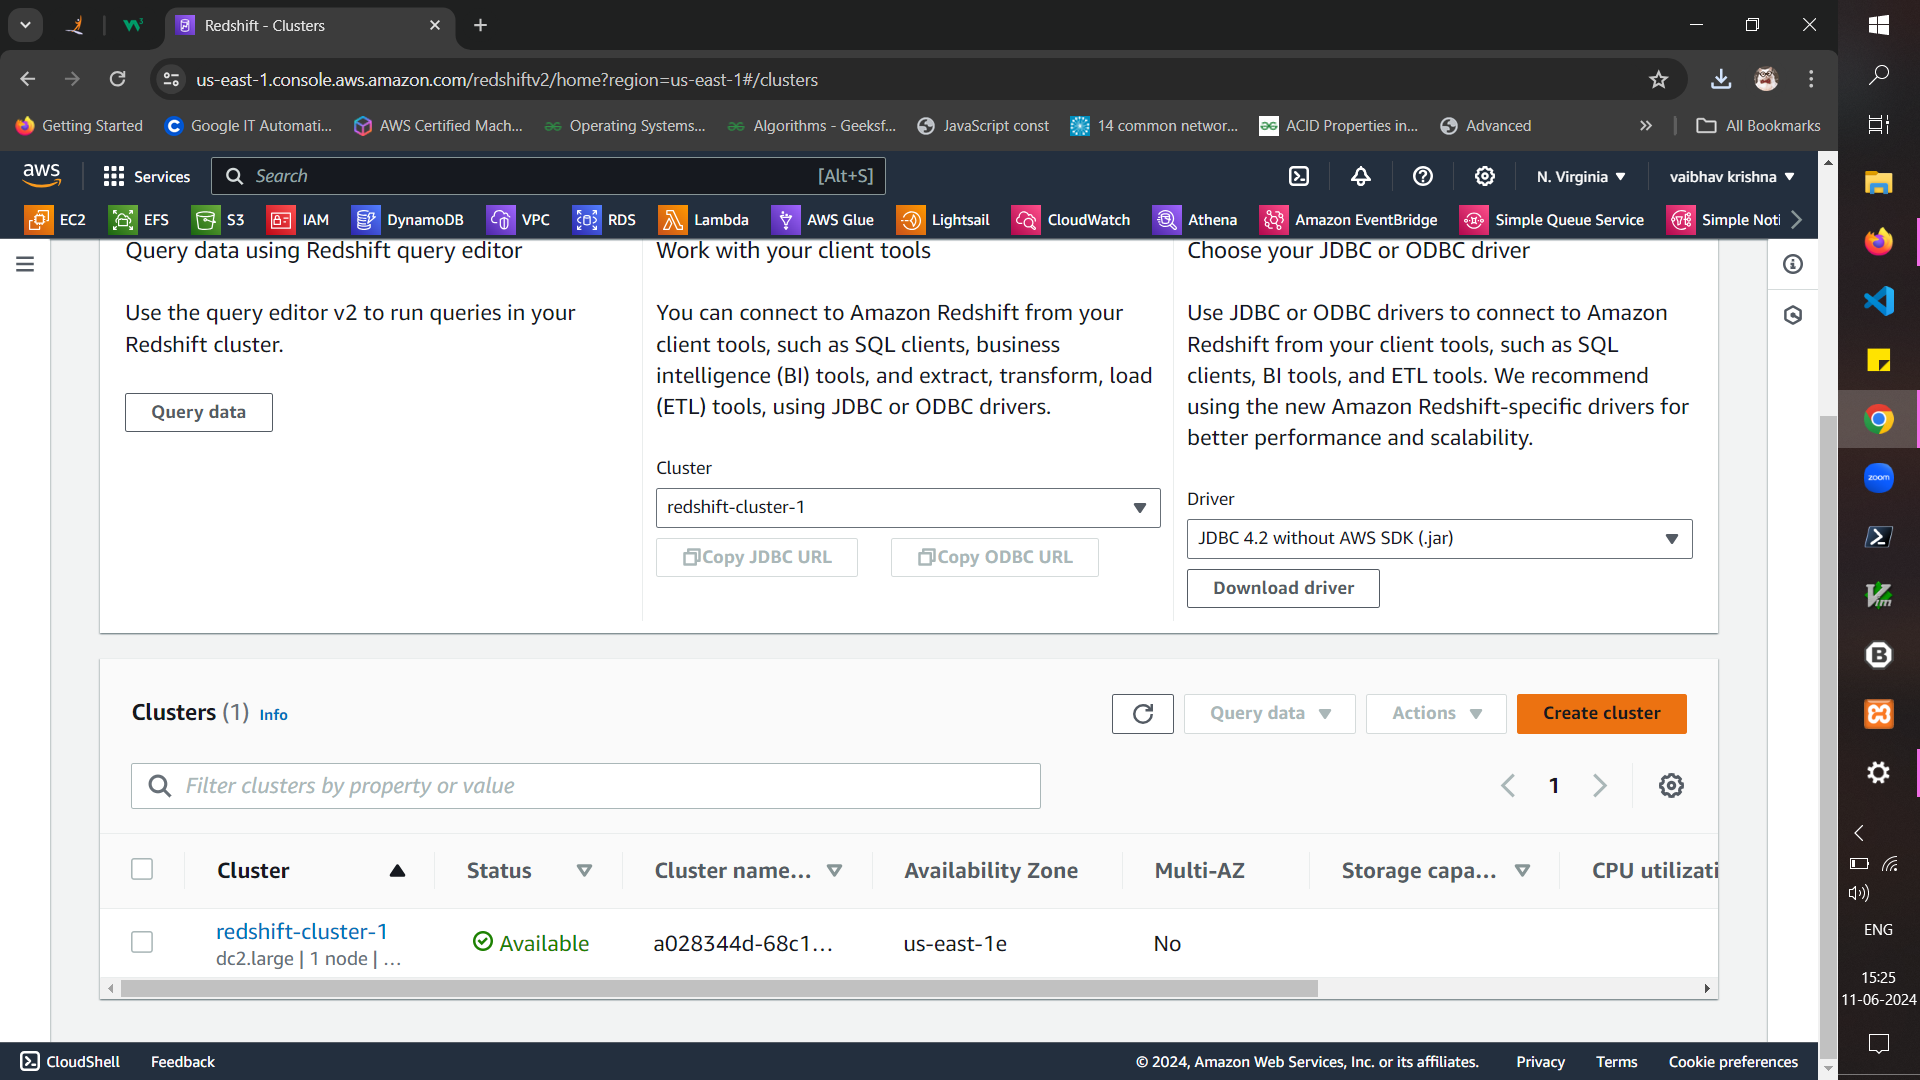 Redshift - Clusters
us-east-1.console.aws.amazon.com/redshiftv2/home?region=us-east-1#/clusters
Getting Started
Google IT Automati...
AWS Certified Mach...
Operating Systems...
Algorithms - Geeksf...
JavaScript const
14 common networ...
ACID Properties in...
Advanced
All Bookmarks
aws
Services
Search
[Alt+S]
N. Virginia
vaibhav krishna
EC2
EFS
S3
IAM
DynamoDB
VPC
RDS
Lambda
AWS Glue
Lightsail
CloudWatch
Athena
Amazon EventBridge
Simple Queue Service
Simple Noti
Query data using Redshift query editor
Use the query editor v2 to run queries in your
Redshift cluster.
Query data
Work with your client tools
You can connect to Amazon Redshift from your
client tools, such as SQL clients, business
intelligence (BI) tools, and extract, transform, load
(ETL) tools, using JDBC or ODBC drivers.
Cluster
redshift-cluster-1
Copy JDBC URL
Copy ODBC URL
Choose your JDBC or ODBC driver
Use JDBC or ODBC drivers to connect to Amazon
Redshift from your client tools, such as SQL
clients, BI tools, and ETL tools. We recommend
using the new Amazon Redshift-specific drivers for
better performance and scalability.
Driver
JDBC 4.2 without AWS SDK (.jar)
Download driver
Clusters (1) Info
Query data
Actions
Create cluster
Filter clusters by property or value
1
Cluster
Status
Cluster name...
Availability Zone
Multi-AZ
Storage capa...
CPU utilizati
redshift-cluster-1
dc2.large | 1 node | ...
Available
a028344d-68c1...
us-east-1e
No
CloudShell
Feedback
© 2024, Amazon Web Services, Inc. or its affiliates.
Privacy
Terms
Cookie preferences
zoom
ENG
15:25
11-06-2024